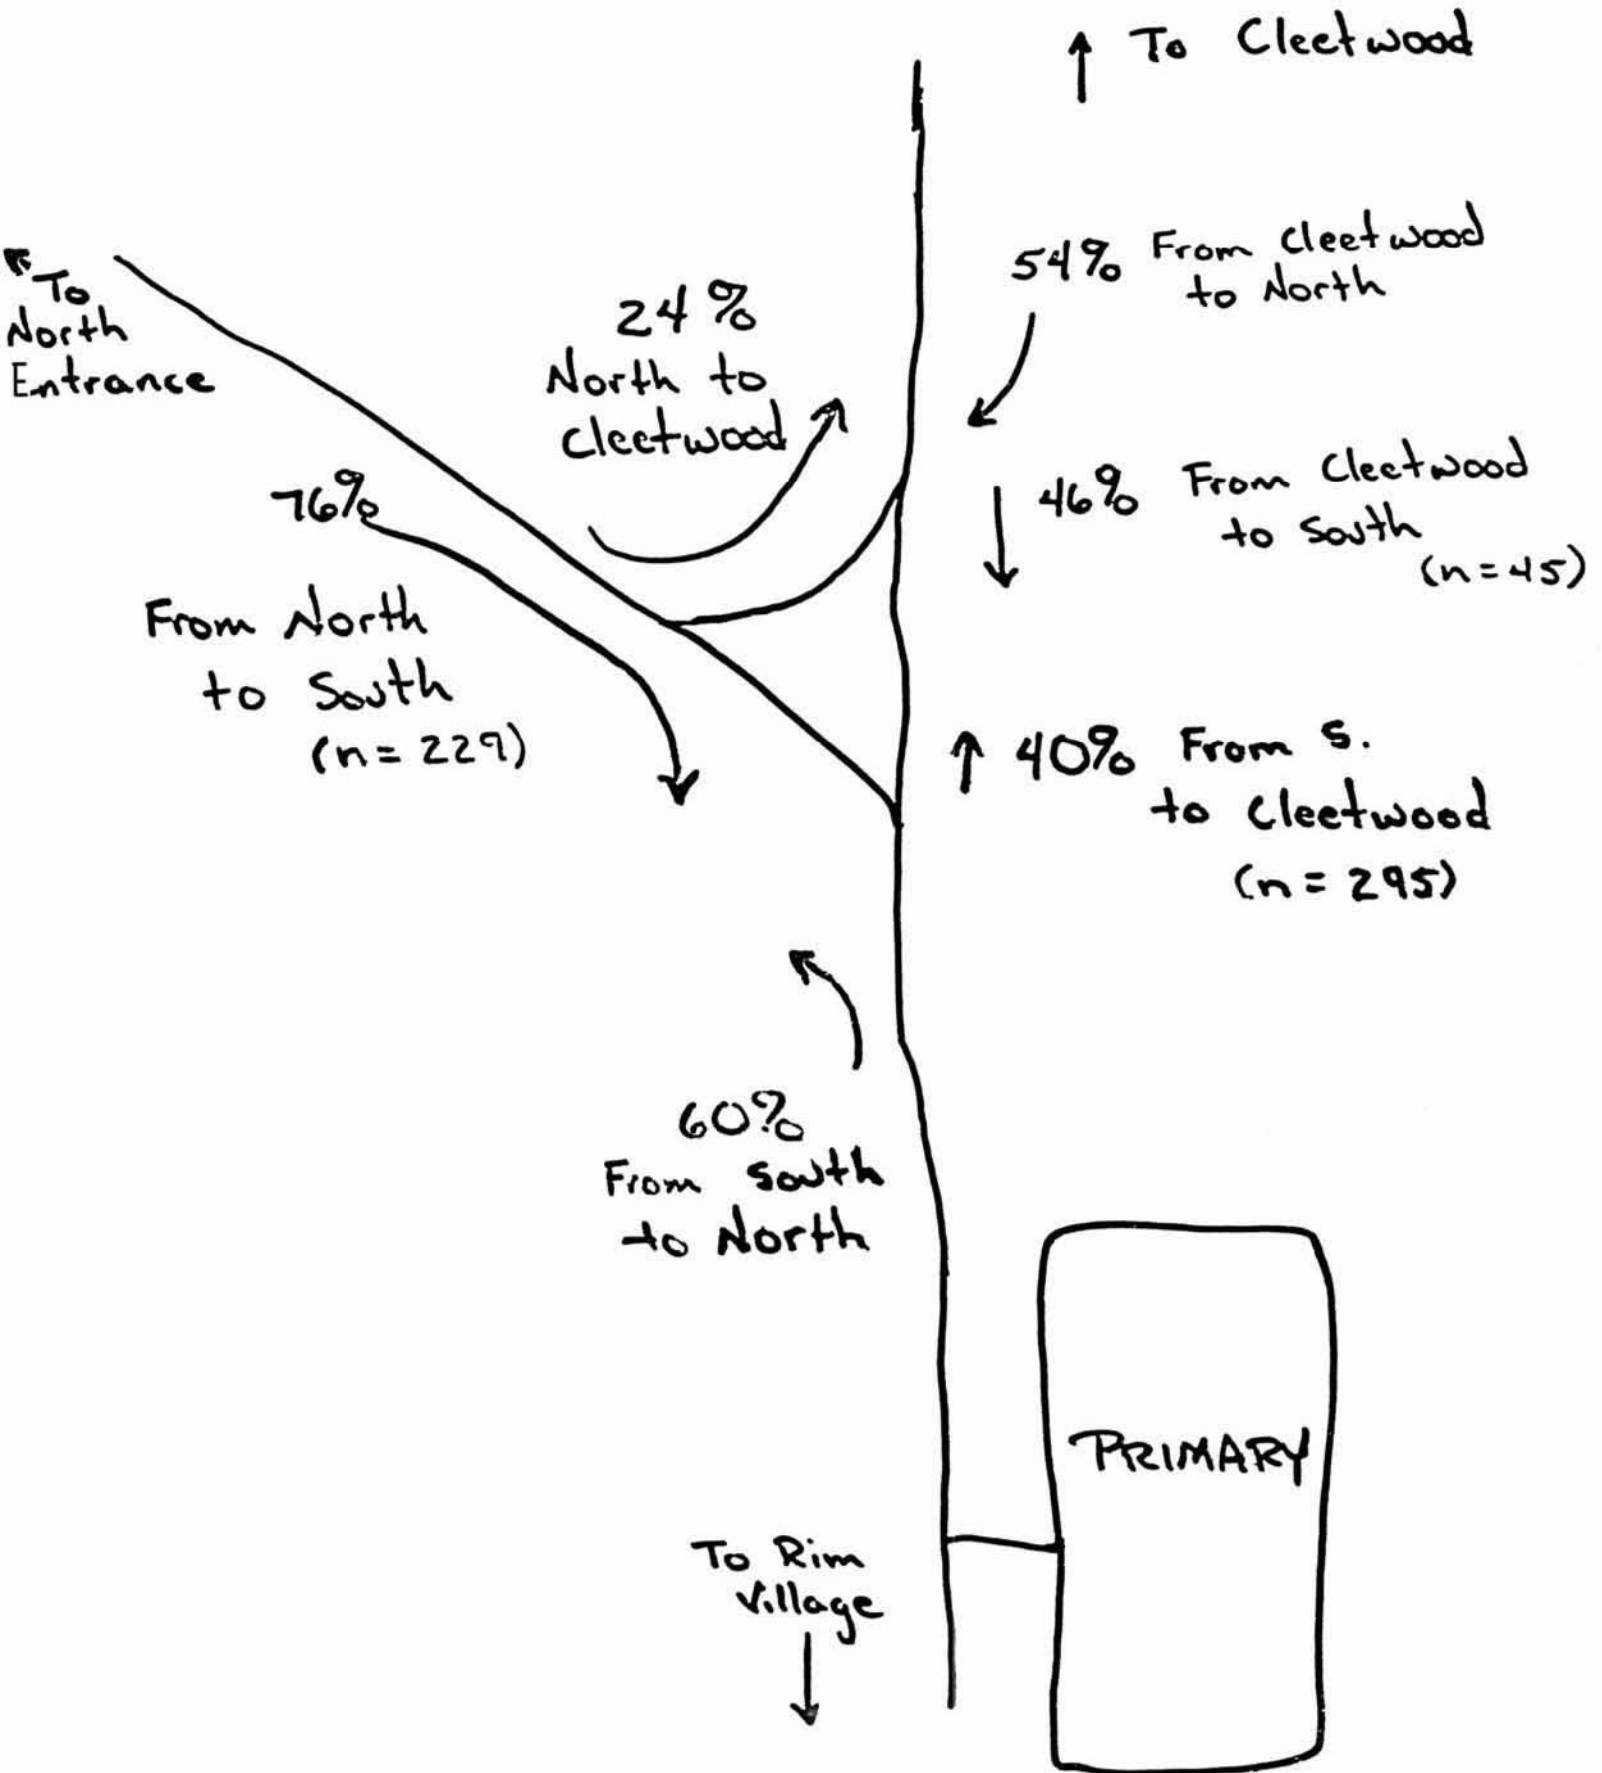 To Cleetwood
54% From Cleetwood
to North
To
North
Entrance
24%
North to
Cleetwood
46% From Cleetwood
to South
(n=45)
76%
From North
to South
(n=229)
40% From S.
to Cleetwood
(n=295)
60%
From South
to North
PRIMARY
To Rim
Village